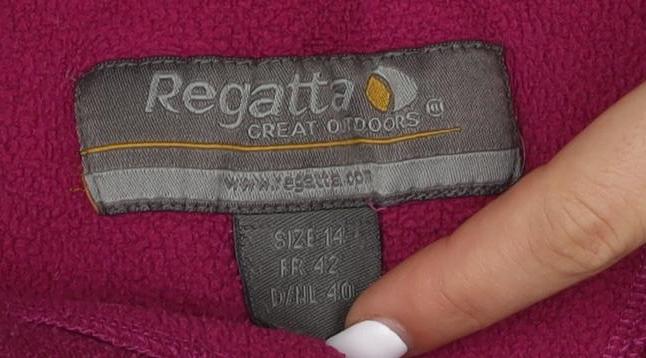 Regatta
GREAT OUTDOORS
www.regatta.com
SIZE 14
FR 42
D/NL 40